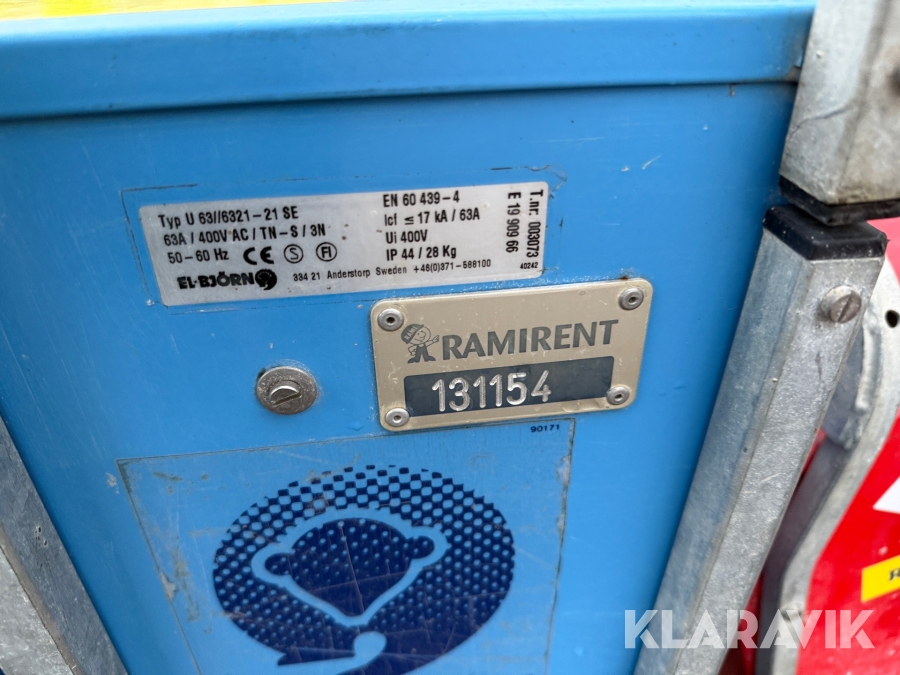 Typ U 63//6321-21 SE
63A / 400V AC / TN-S / 3N
50-60 Hz CE S FI
EL-BJÖRN
EN 60 439-4
Icf ≤ 17 kA / 63A
Ui 400V
IP 44 / 28 Kg
334 21 Anderstorp Sweden +46(0)371-588100
T.nr. 003073
E 19 909 66
40242
RAMIRENT
131154
90171
KLARAVIK